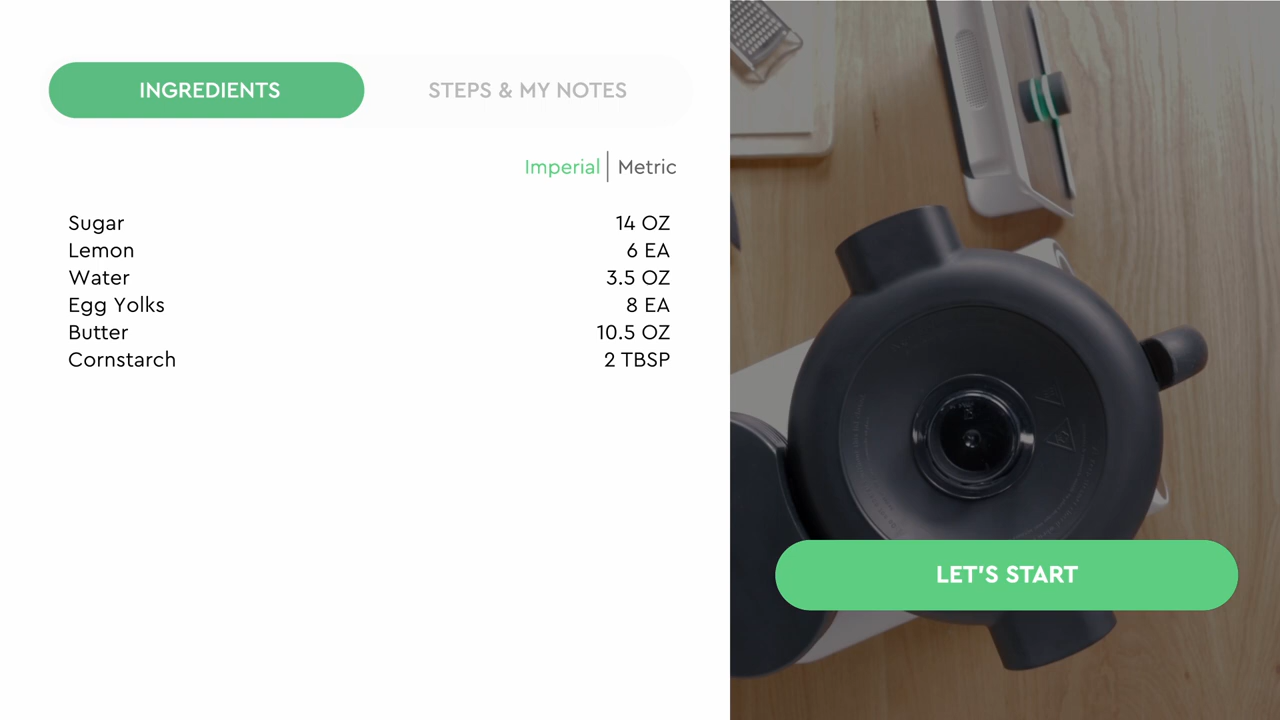 INGREDIENTS
STEPS & MY NOTES
Imperial | Metric
Sugar 14 OZ
Lemon 6 EA
Water 3.5 OZ
Egg Yolks 8 EA
Butter 10.5 OZ
Cornstarch 2 TBSP
LET'S START